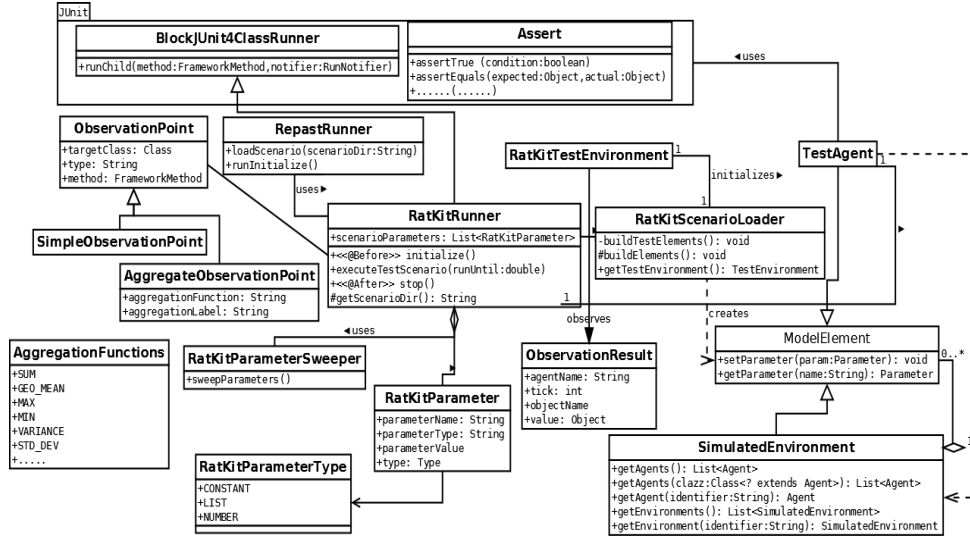 JUnit
BlockJUnit4ClassRunner
+runChild(method:FrameworkMethod,notifier:RunNotifier)
Assert
+assertTrue (condition:boolean)
+assertEquals(expected:Object,actual:Object)
+......(......)
◀uses
ObservationPoint
+targetClass: Class
+type: String
+method: FrameworkMethod
RepastRunner
+loadScenario(scenarioDir:String)
+runInitialize()
uses▶
RatKitTestEnvironment
1
initializes▶
1
TestAgent
1
SimpleObservationPoint
AggregateObservationPoint
+aggregationFunction: String
+aggregationLabel: String
RatKitRunner
+scenarioParameters: List<RatKitParameter>
+<<@Before>> initialize()
+executeTestScenario(runUntil:double)
+<<@After>> stop()
#getScenarioDir(): String
RatKitScenarioLoader
-buildTestElements(): void
#buildElements(): void
+getTestEnvironment(): TestEnvironment
1
observes
creates
◀uses
AggregationFunctions
+SUM
+GEO_MEAN
+MAX
+MIN
+VARIANCE
+STD_DEV
+.....
RatKitParameterSweeper
+sweepParameters()
RatKitParameter
+parameterName: String
+parameterType: String
+parameterValue
+type: Type
ObservationResult
+agentName: String
+tick: int
+objectName
+value: Object
ModelElement
+setParameter(param:Parameter): void
+getParameter(name:String): Parameter
0..*
1
RatKitParameterType
+CONSTANT
+LIST
+NUMBER
SimulatedEnvironment
+getAgents(): List<Agent>
+getAgents(clazz:Class<? extends Agent>): List<Agent>
+getAgent(identifier:String): Agent
+getEnvironments(): List<SimulatedEnvironment>
+getEnvironment(identifier:String): SimulatedEnvironment